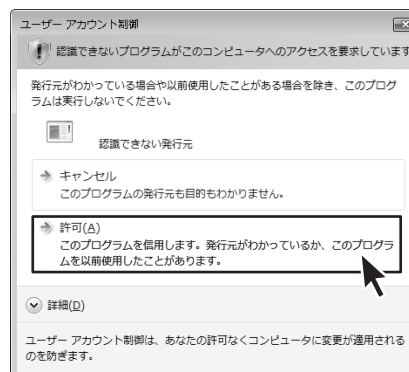 ユーザー アカウント制御
認識できないプログラムがこのコンピュータへのアクセスを要求しています
発行元がわかっている場合や以前使用したことがある場合を除き、このプログ
ラムは実行しないでください。
認識できない発行元
キャンセル
このプログラムの発行元も目的もわかりません。
許可(A)
このプログラムを信用します。発行元がわかっているか、このプログラ
ムを以前使用したことがあります。
詳細(D)
ユーザー アカウント制御は、あなたの許可なくコンピュータに変更が適用される
のを防ぎます。